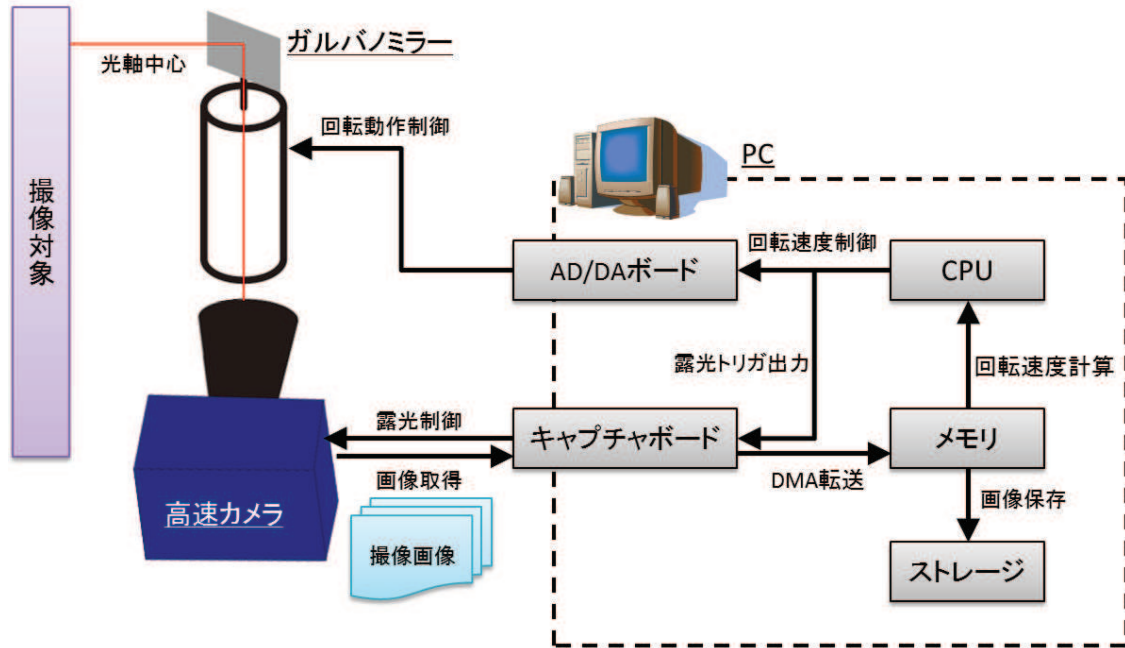 ガルバノミラー
光軸中心
回転動作制御
PC
撮像対象
AD/DAボード
回転速度制御
CPU
露光トリガ出力
回転速度計算
露光制御
キャプチャボード
メモリ
画像取得
DMA転送
画像保存
高速カメラ
撮像画像
ストレージ